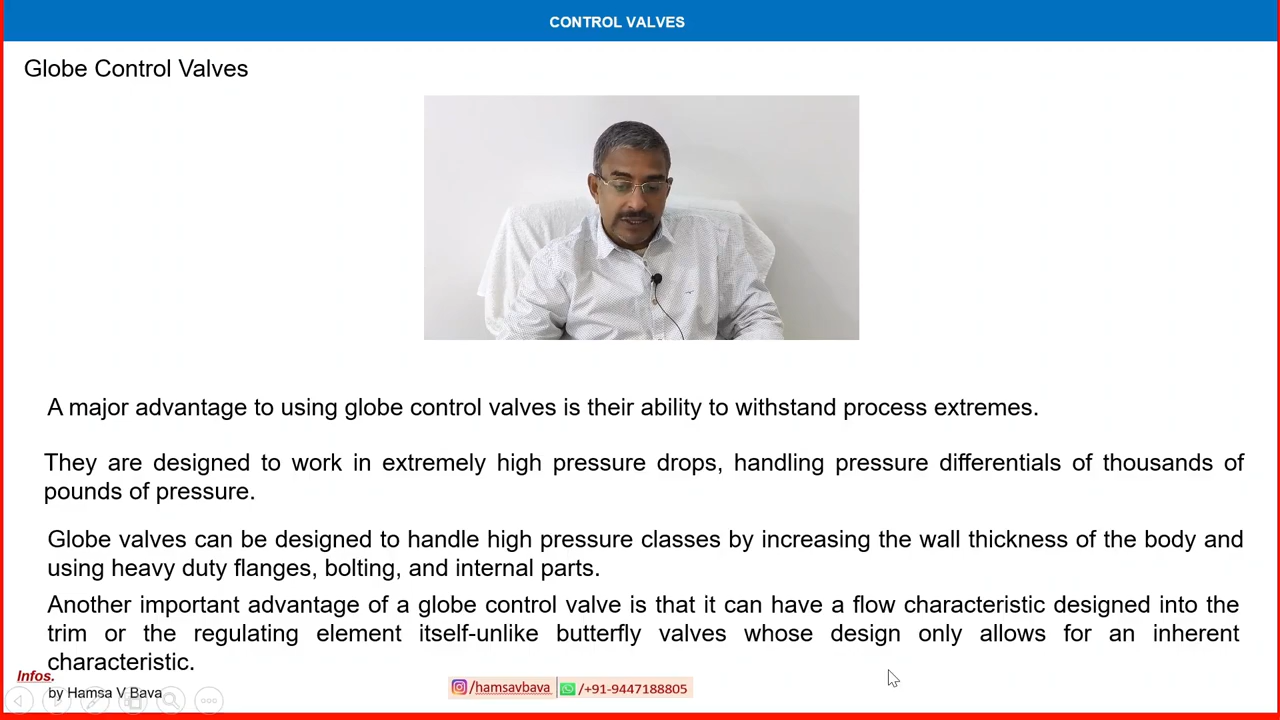 CONTROL VALVES
Globe Control Valves
A major advantage to using globe control valves is their ability to withstand process extremes.
They are designed to work in extremely high pressure drops, handling pressure differentials of thousands of
pounds of pressure.
Globe valves can be designed to handle high pressure classes by increasing the wall thickness of the body and
using heavy duty flanges, bolting, and internal parts.
Another important advantage of a globe control valve is that it can have a flow characteristic designed into the
trim or the regulating element itself-unlike butterfly valves whose design only allows for an inherent
characteristic.
Infos.
by Hamsa V Bava
/hamsavbava
/+91-9447188805